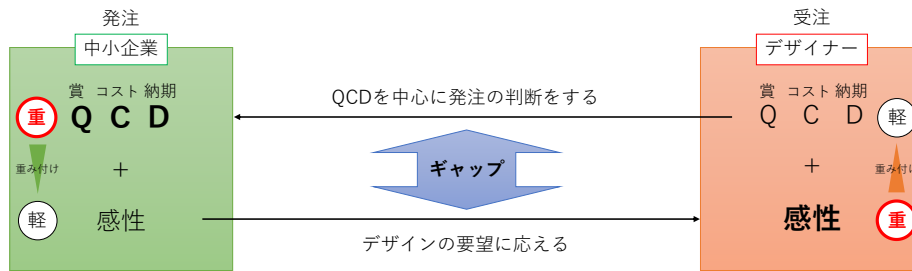 発注
中小企業
賞 コスト 納期
Q C D
重
重み付け
+
軽
感性
QCDを中心に発注の判断をする
ギャップ
デザインの要望に応える
受注
デザイナー
賞 コスト 納期
Q C D
軽
重み付け
+
感性
重